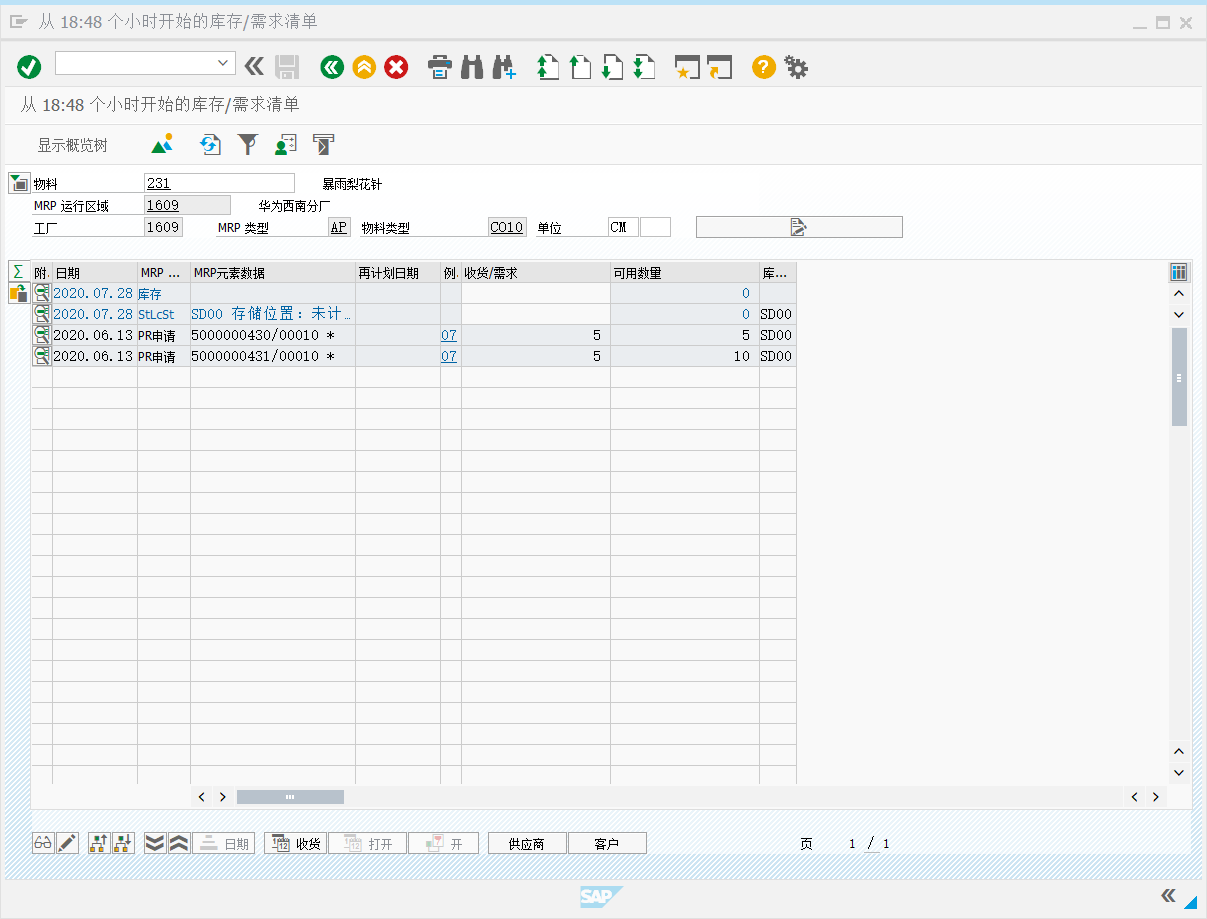 从 18:48 个小时开始的库存/需求清单
从 18:48 个小时开始的库存/需求清单
显示概览树
物料 231 暴雨梨花针
MRP 运行区域 1609 华为西南分厂
工厂 1609 MRP 类型 AP 物料类型 CO10 单位 CM
附. 日期 MRP ... MRP元素数据 再计划日期 例. 收货/需求 可用数量 库...
2020.07.28 库存 0
2020.07.28 StLcSt SD00 存储位置：未计… 0 SD00
2020.06.13 PR申请 5000000430/00010 * 07 5 5 SD00
2020.06.13 PR申请 5000000431/00010 * 07 5 10 SD00
日期 收货 打开 开 供应商 客户 页 1 / 1
SAP